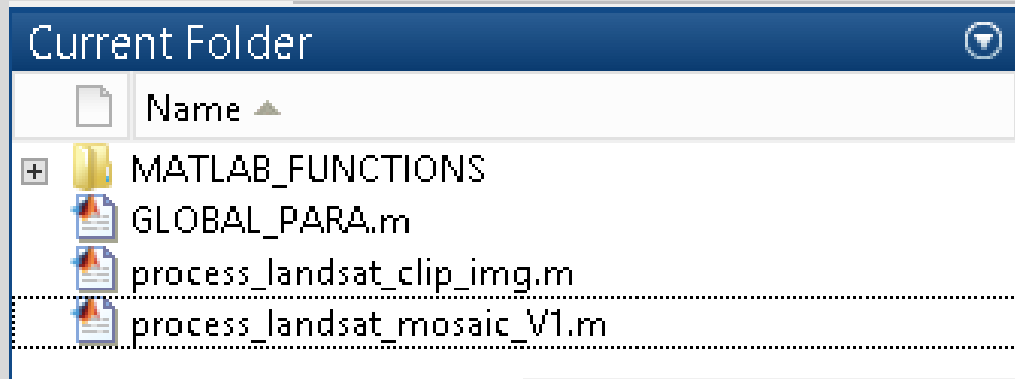 Current Folder
Name
MATLAB_FUNCTIONS
GLOBAL_PARA.m
process_landsat_clip_img.m
process_landsat_mosaic_V1.m